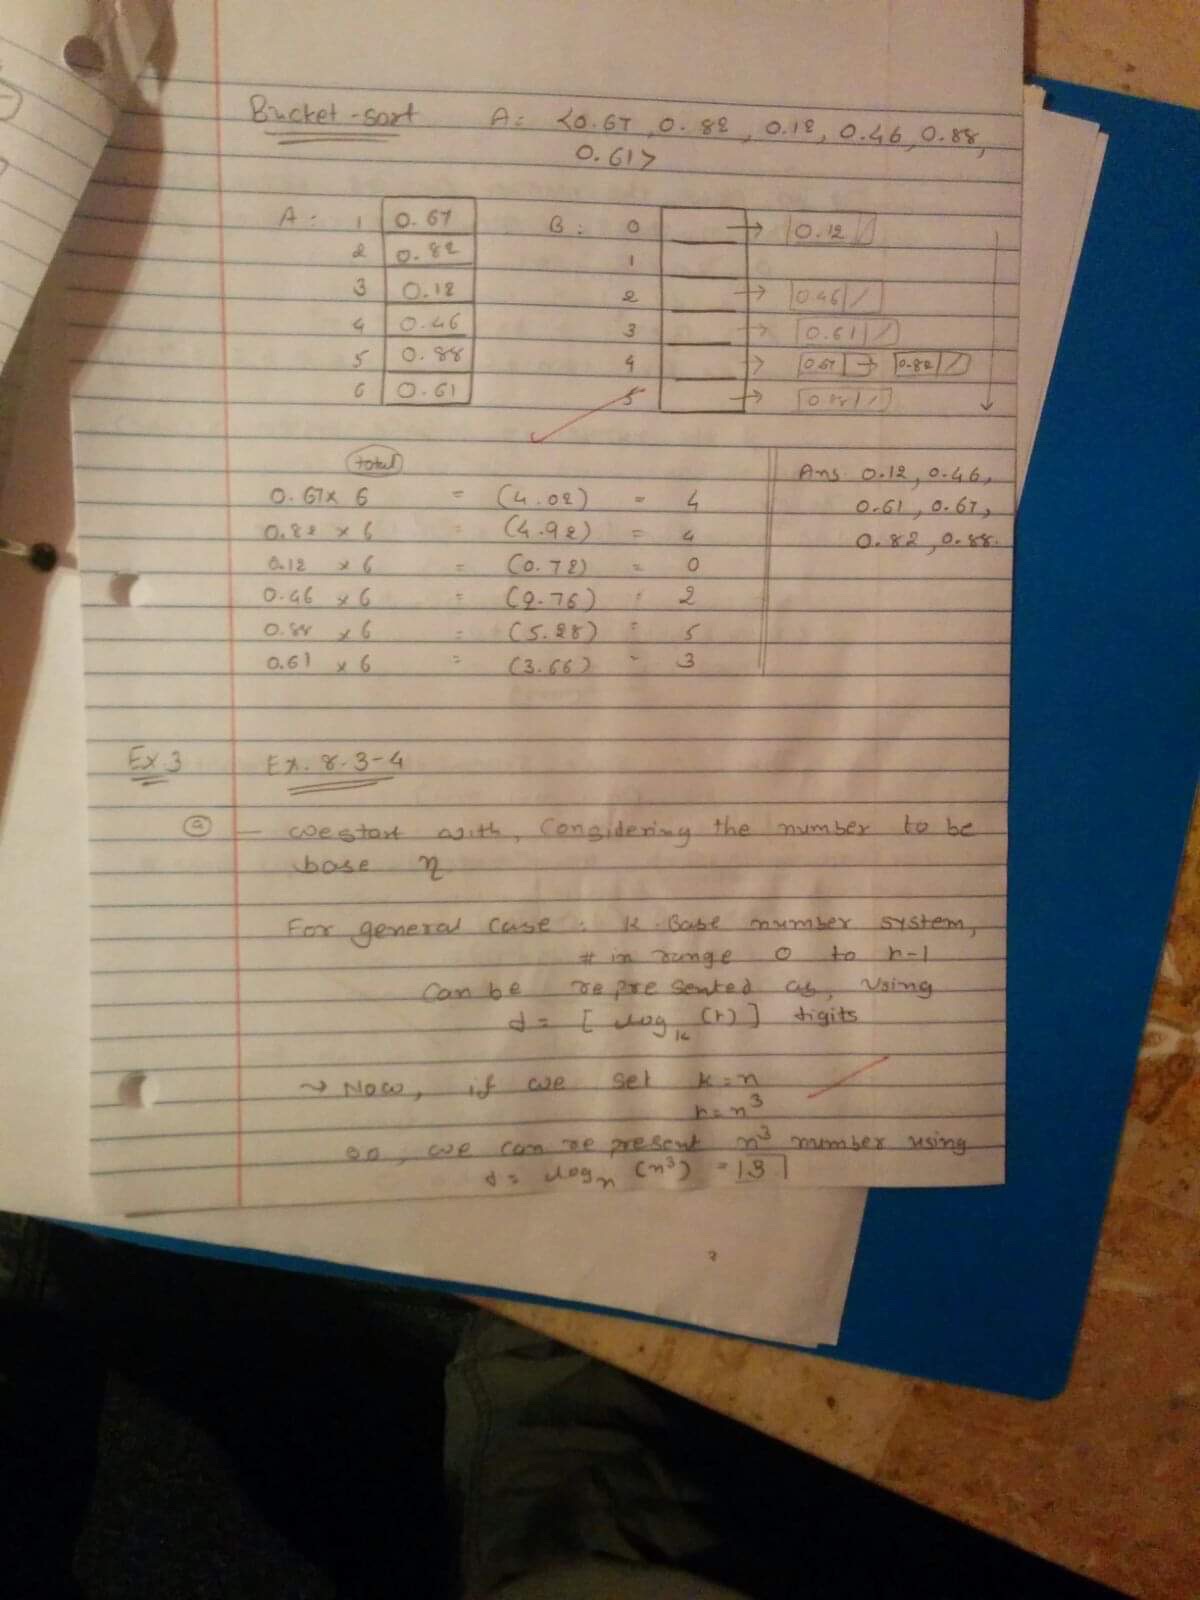 Bucket-sort A = <0.67, 0.82, 0.12, 0.46, 0.88,
0.61>
A : 1 0.67 B : 0 → 0.12 /
2 0.82 1
3 0.12 2 → 0.46 /
4 0.46 3 → 0.61 /
5 0.88 4 → 0.67 → 0.82 /
6 0.61 5 → 0.88 /
total
0.67 x 6 = (4.02) = 4
0.82 x 6 = (4.92) = 4
0.12 x 6 = (0.72) = 0
0.46 x 6 = (2.76) = 2
0.88 x 6 = (5.28) = 5
0.61 x 6 = (3.66) = 3
Ans. 0.12, 0.46,
0.61, 0.67,
0.82, 0.88.
Ex 3 Ex. 8.3-4
a – we start with, Considering the number to be
base n
For general case : k-Base number system,
# in range 0 to r-1
Can be represented as, using
d = [ log_k (r) ] digits
→ Now, if we set k = n
r = n³
so, we can represent n³ number using
d = log_n (n³) = 3